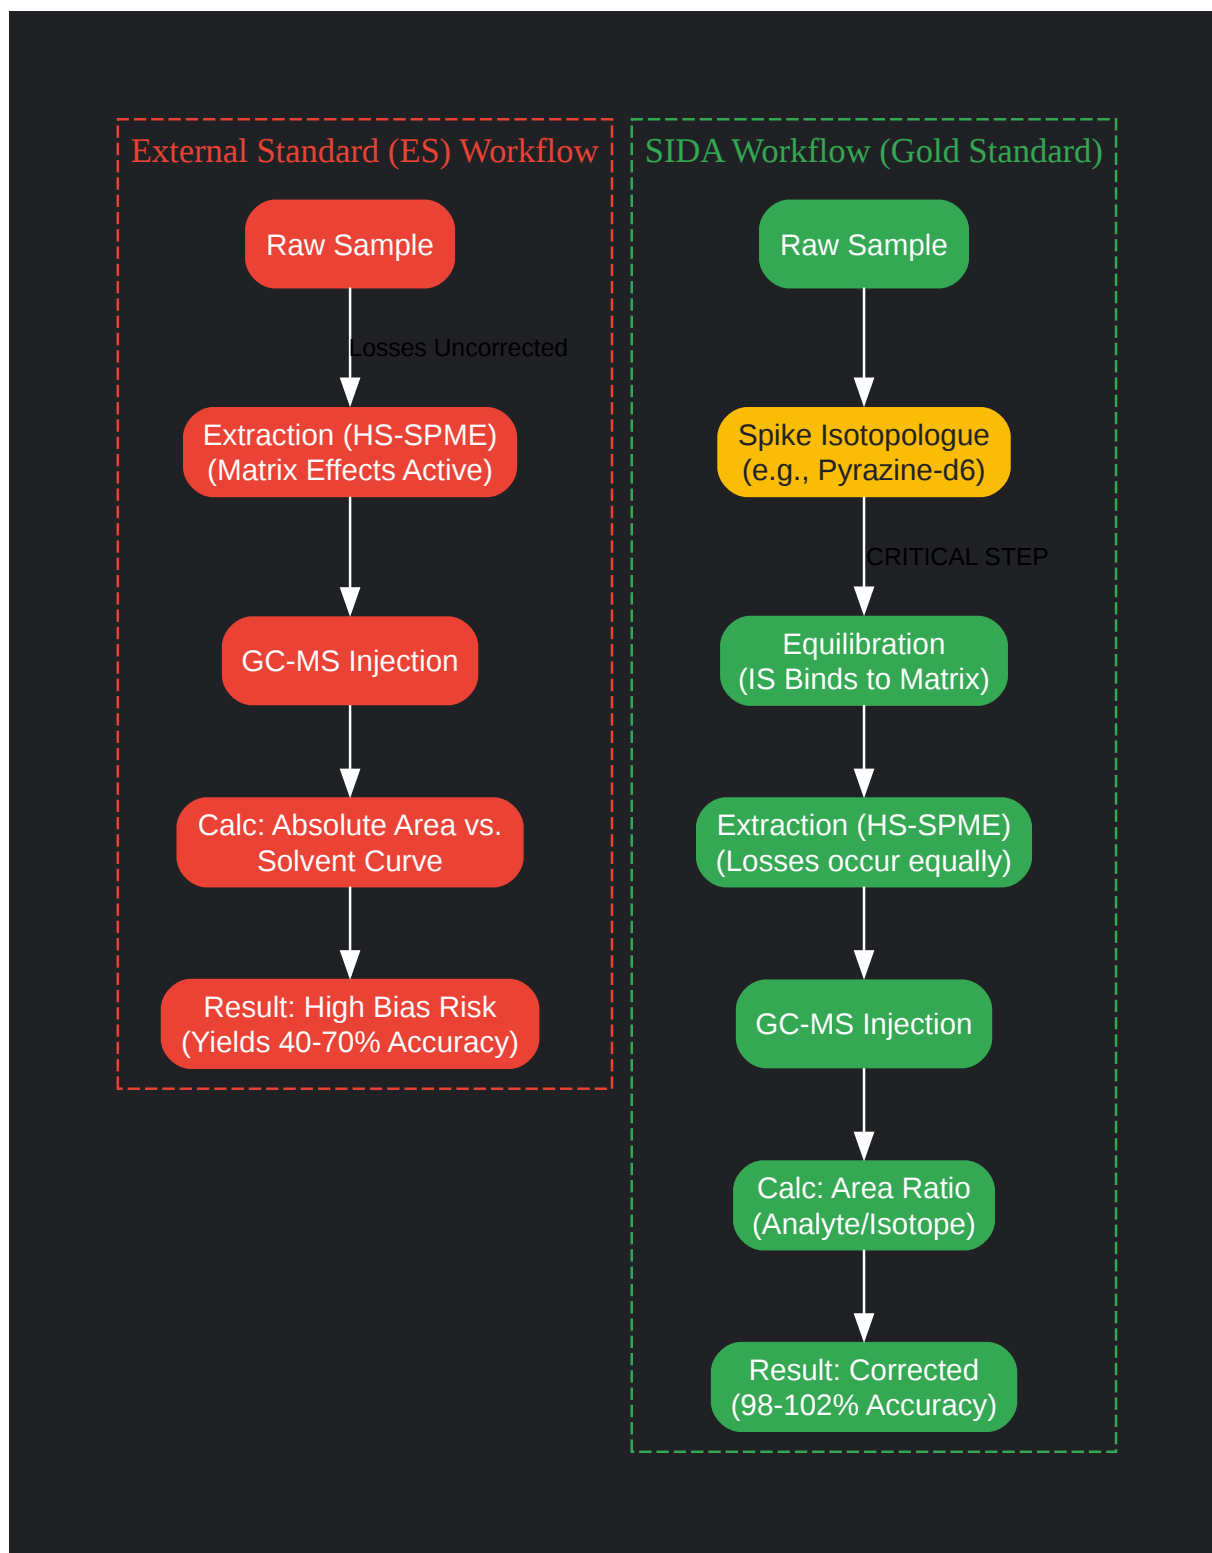 External Standard (ES) Workflow
Raw Sample
Losses Uncorrected
Extraction (HS-SPME)
(Matrix Effects Active)
GC-MS Injection
Calc: Absolute Area vs.
Solvent Curve
Result: High Bias Risk
(Yields 40-70% Accuracy)
SIDA Workflow (Gold Standard)
Raw Sample
Spike Isotopologue
(e.g., Pyrazine-d6)
CRITICAL STEP
Equilibration
(IS Binds to Matrix)
Extraction (HS-SPME)
(Losses occur equally)
GC-MS Injection
Calc: Area Ratio
(Analyte/Isotope)
Result: Corrected
(98-102% Accuracy)